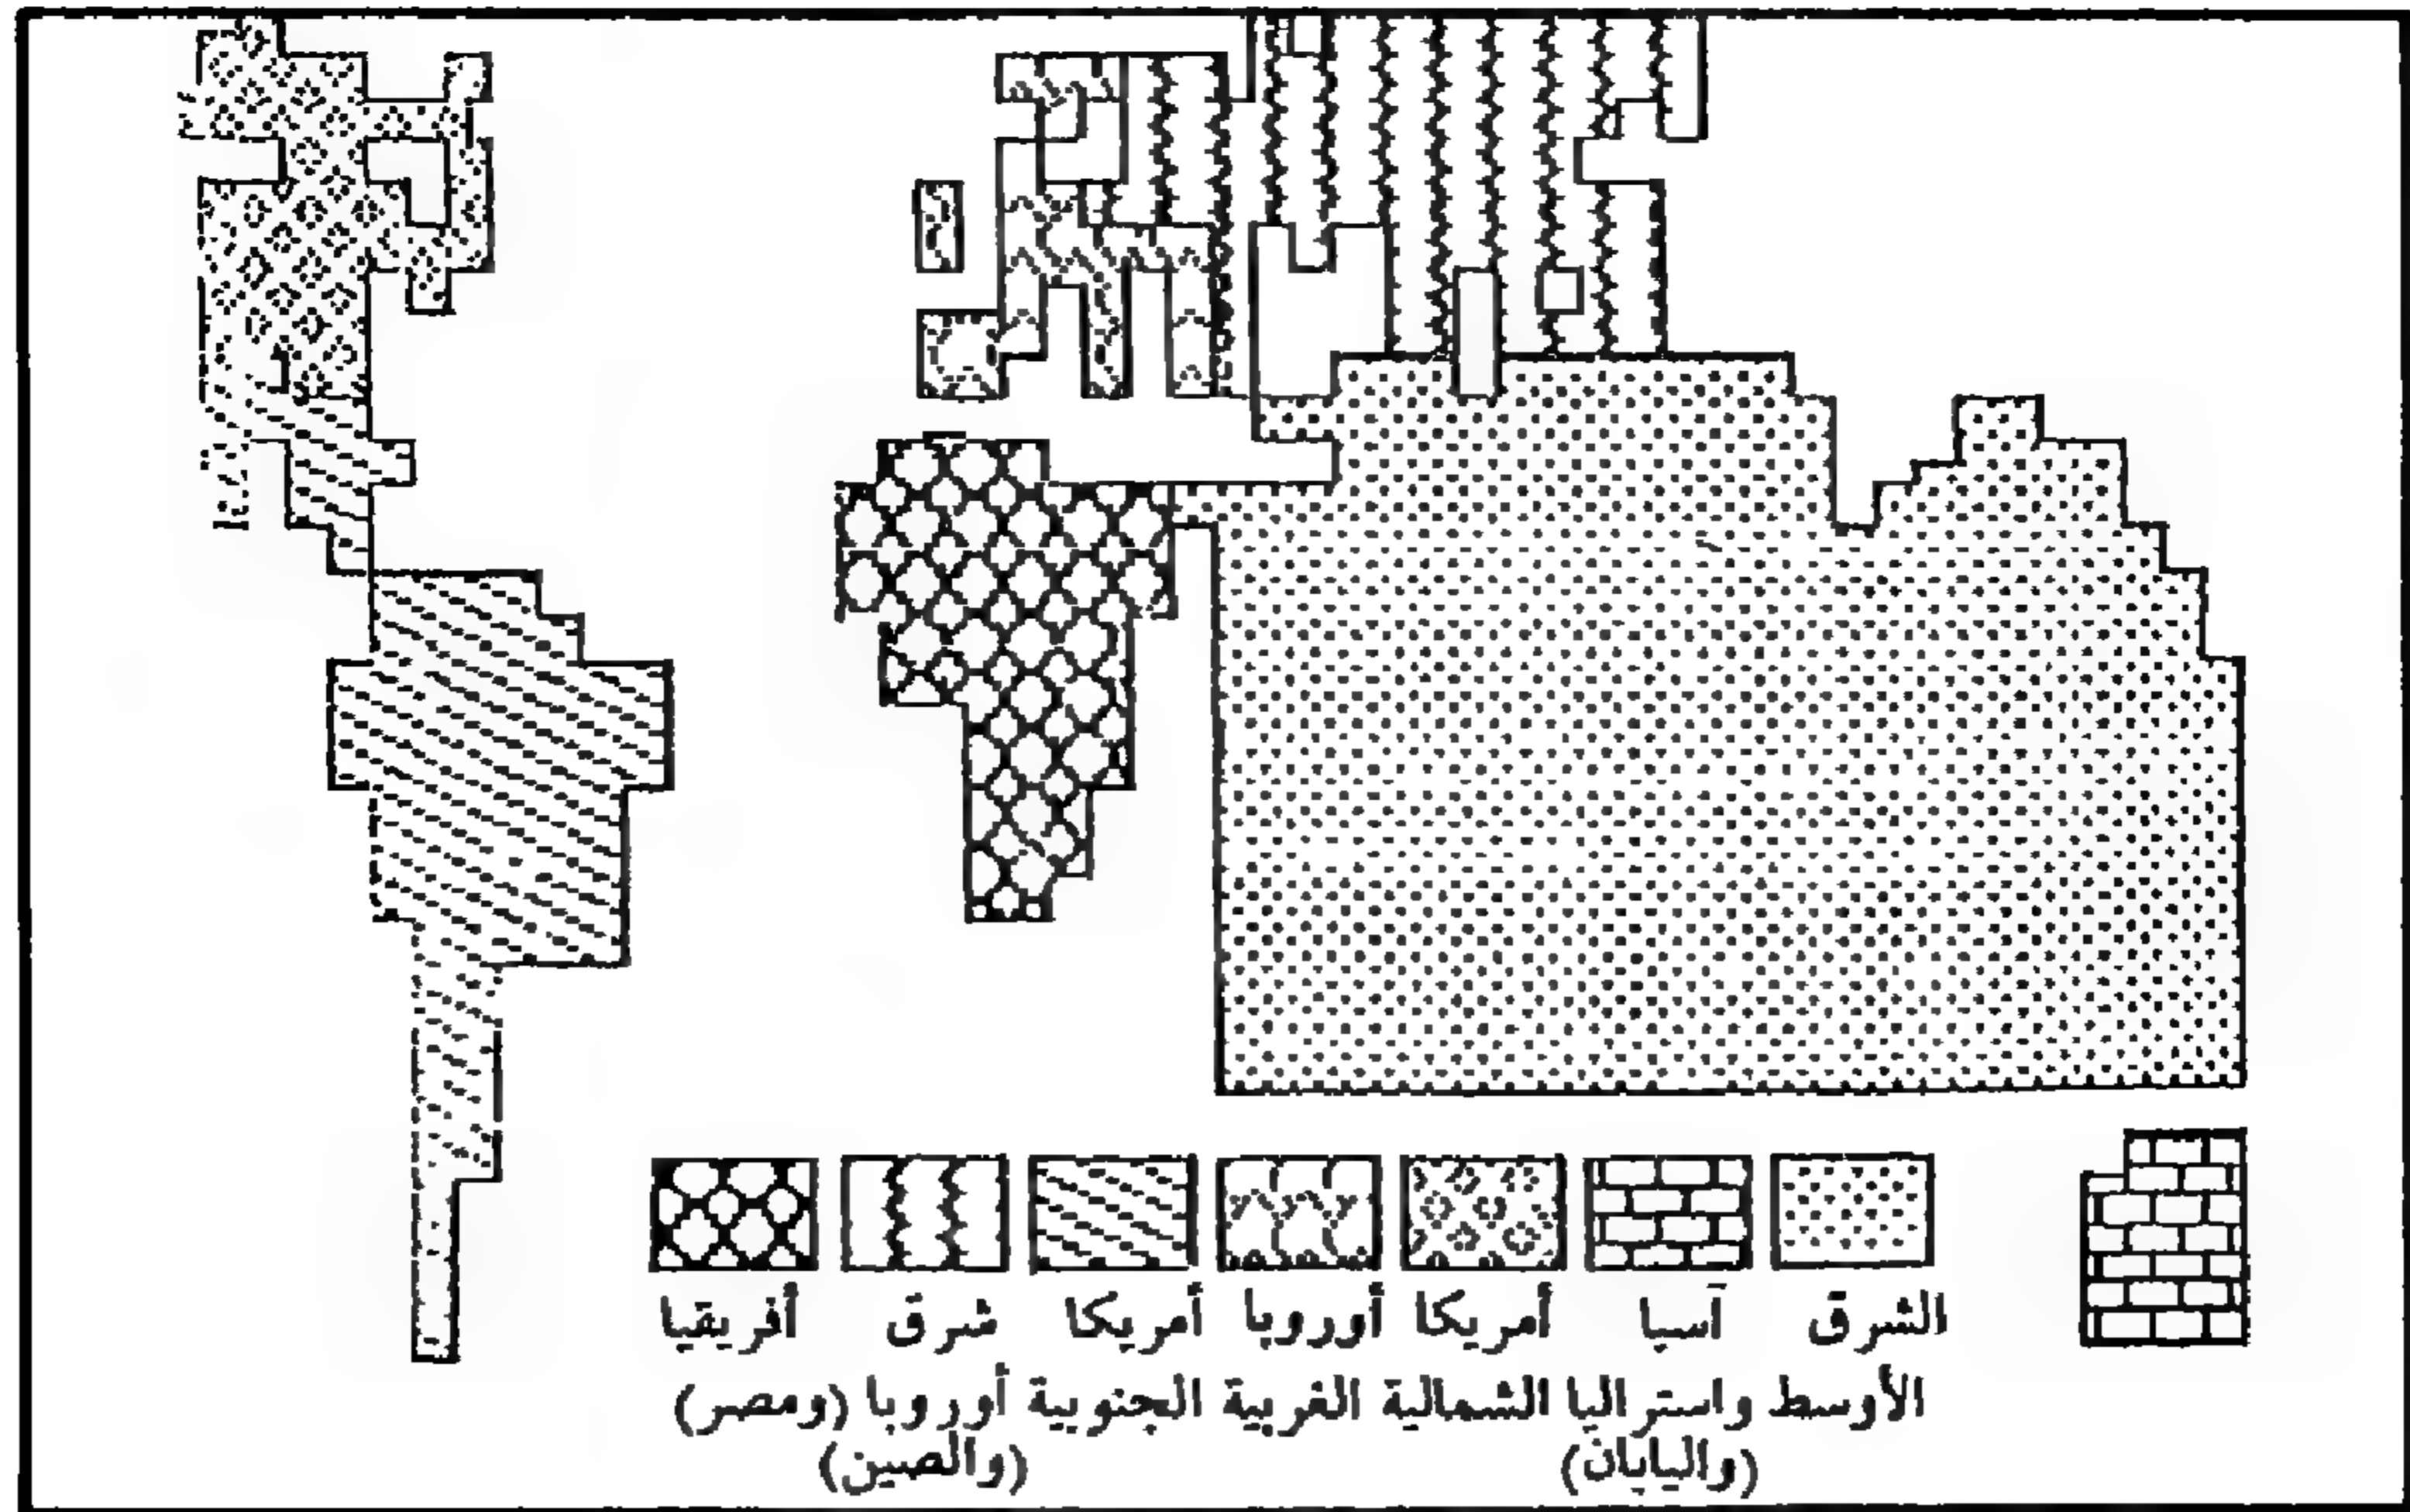 الشرق آسيا أمريكا أوروبا أمريكا شرق أفريقيا
الأوسط واستراليا الشمالية الغربية الجنوبية أوروبا (ومصر)
(واليابان) (والصين)